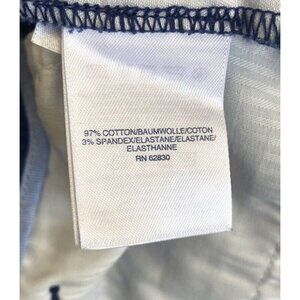 97% COTTON/BAUMWOLLE/COTON
3% SPANDEX/ELASTANE/ELASTANE/
ELASTHANNE
RN 62830